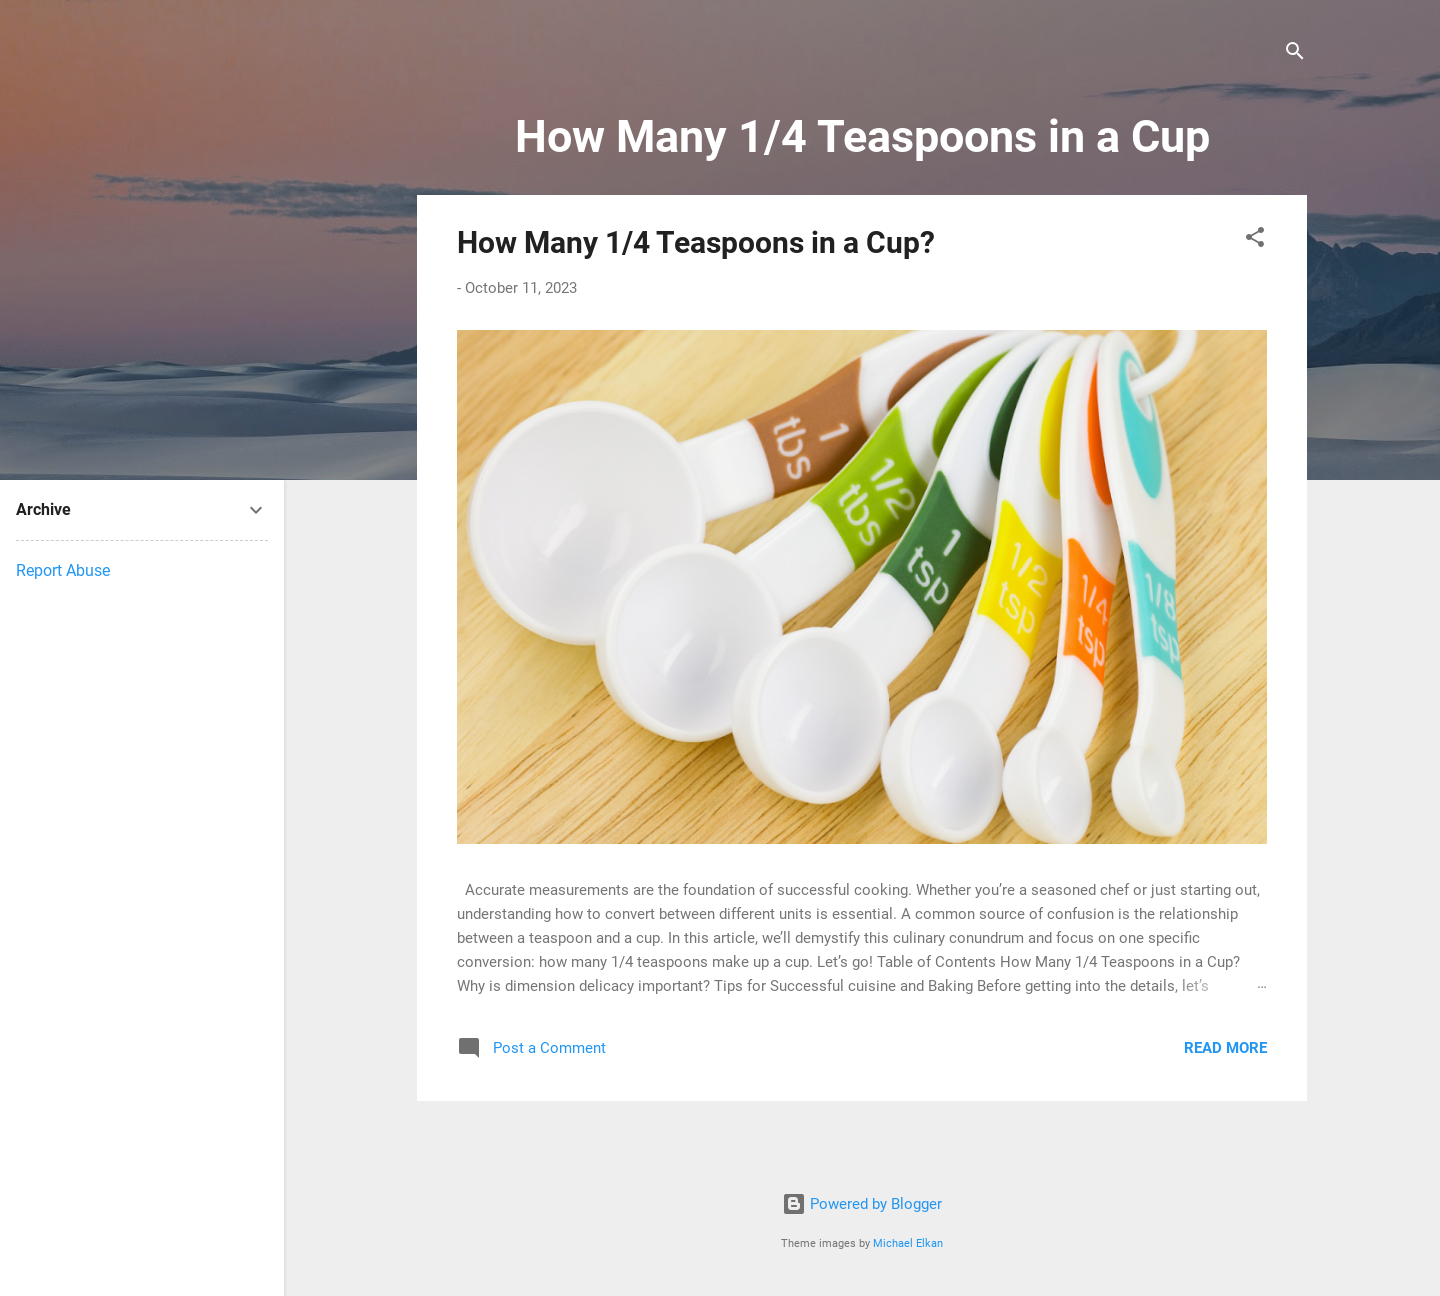 How Many 1/4 Teaspoons in a Cup
How Many 1/4 Teaspoons in a Cup?
- October 11, 2023
1
tbs
1/2
tbs
1
tsp
1/2
tsp
1/4
tsp
1/8
tsp
Archive
Report Abuse
Accurate measurements are the foundation of successful cooking. Whether you’re a seasoned chef or just starting out,
understanding how to convert between different units is essential. A common source of confusion is the relationship
between a teaspoon and a cup. In this article, we’ll demystify this culinary conundrum and focus on one specific
conversion: how many 1/4 teaspoons make up a cup. Let’s go! Table of Contents How Many 1/4 Teaspoons in a Cup?
Why is dimension delicacy important? Tips for Successful cuisine and Baking Before getting into the details, let’s ...
Post a Comment
READ MORE
Powered by Blogger
Theme images by Michael Elkan